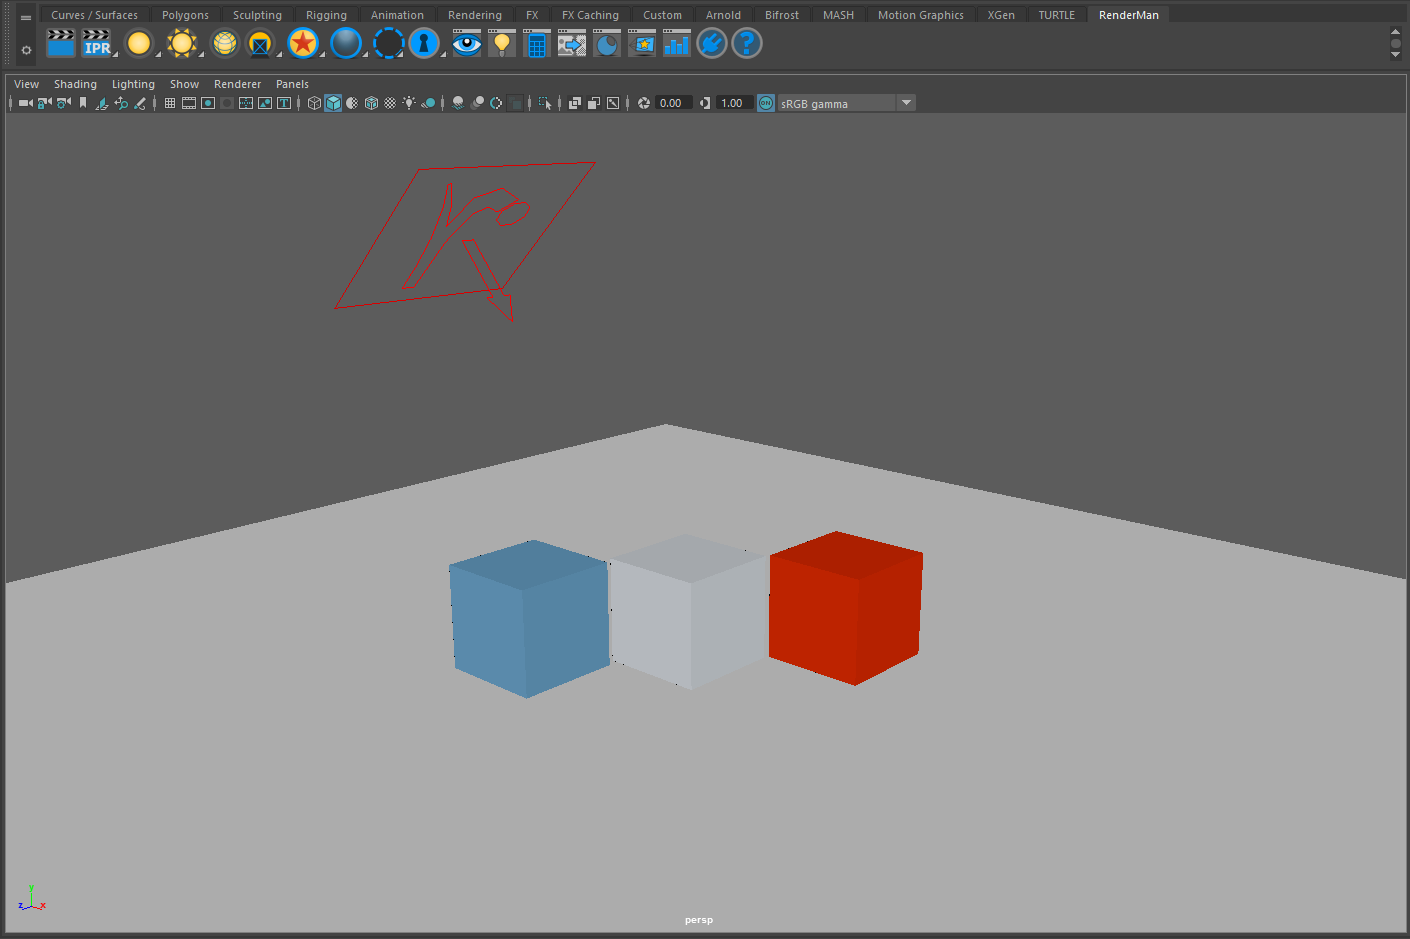 Curves / Surfaces Polygons Sculpting Rigging Animation Rendering FX FX Caching Custom Arnold Bifrost MASH Motion Graphics XGen TURTLE RenderMan
IPR ?
View Shading Lighting Show Renderer Panels
T 0.00 1.00 ON sRGB gamma
y
z x
persp